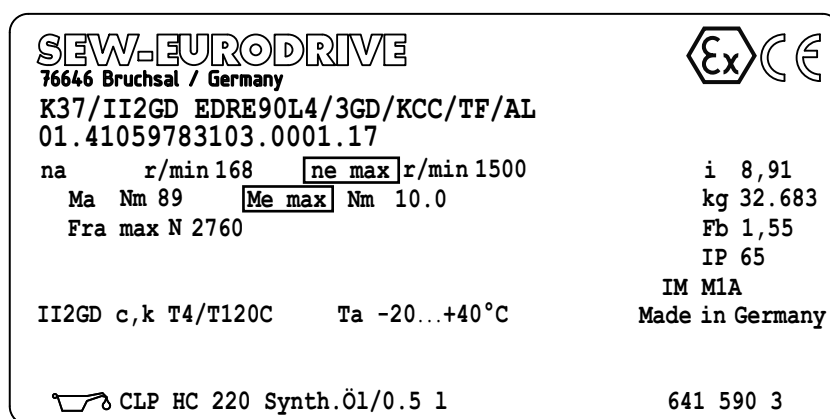 SEW-EURODRIVE
76646 Bruchsal / Germany
Ex CE
K37/II2GD EDRE90L4/3GD/KCC/TF/AL
01.41059783103.0001.17
na r/min 168 ne max r/min 1500 i 8,91
Ma Nm 89 Me max Nm 10.0 kg 32.683
Fra max N 2760 Fb 1,55
IP 65
IM M1A
II2GD c,k T4/T120C Ta -20...+40°C Made in Germany
CLP HC 220 Synth.Öl/0.5 l 641 590 3